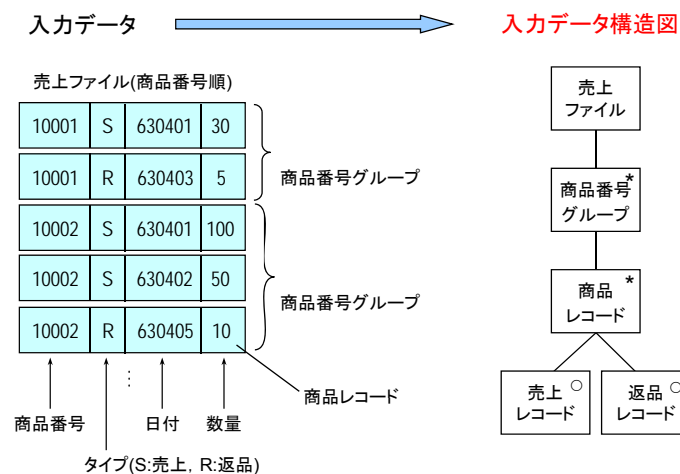 入力データ
入力データ構造図
売上ファイル(商品番号順)
10001 S 630401 30
10001 R 630403 5
10002 S 630401 100
10002 S 630402 50
10002 R 630405 10
商品番号グループ
商品番号グループ
商品レコード
⋮
商品番号
日付
数量
タイプ(S:売上, R:返品)
売上
ファイル
商品番号*
グループ
商品*
レコード
売上○
レコード
返品○
レコード